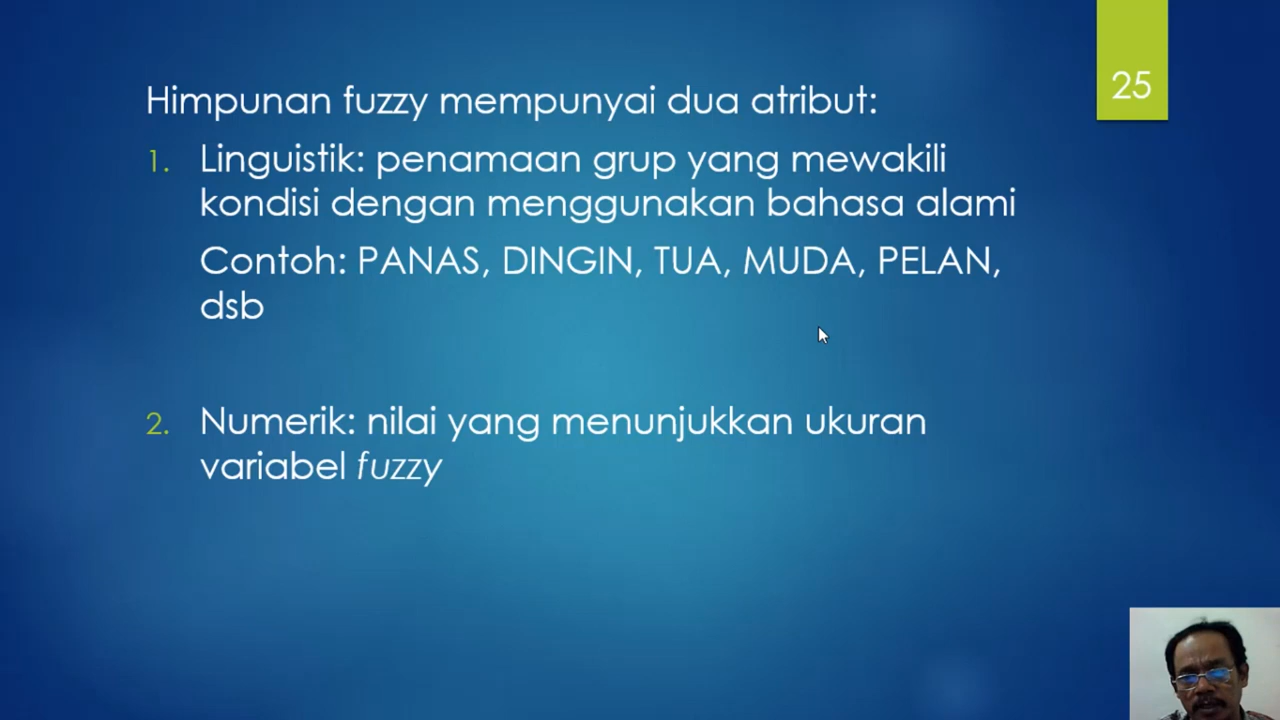 25
Himpunan fuzzy mempunyai dua atribut:
1. Linguistik: penamaan grup yang mewakili
kondisi dengan menggunakan bahasa alami
Contoh: PANAS, DINGIN, TUA, MUDA, PELAN,
dsb
2. Numerik: nilai yang menunjukkan ukuran
variabel fuzzy